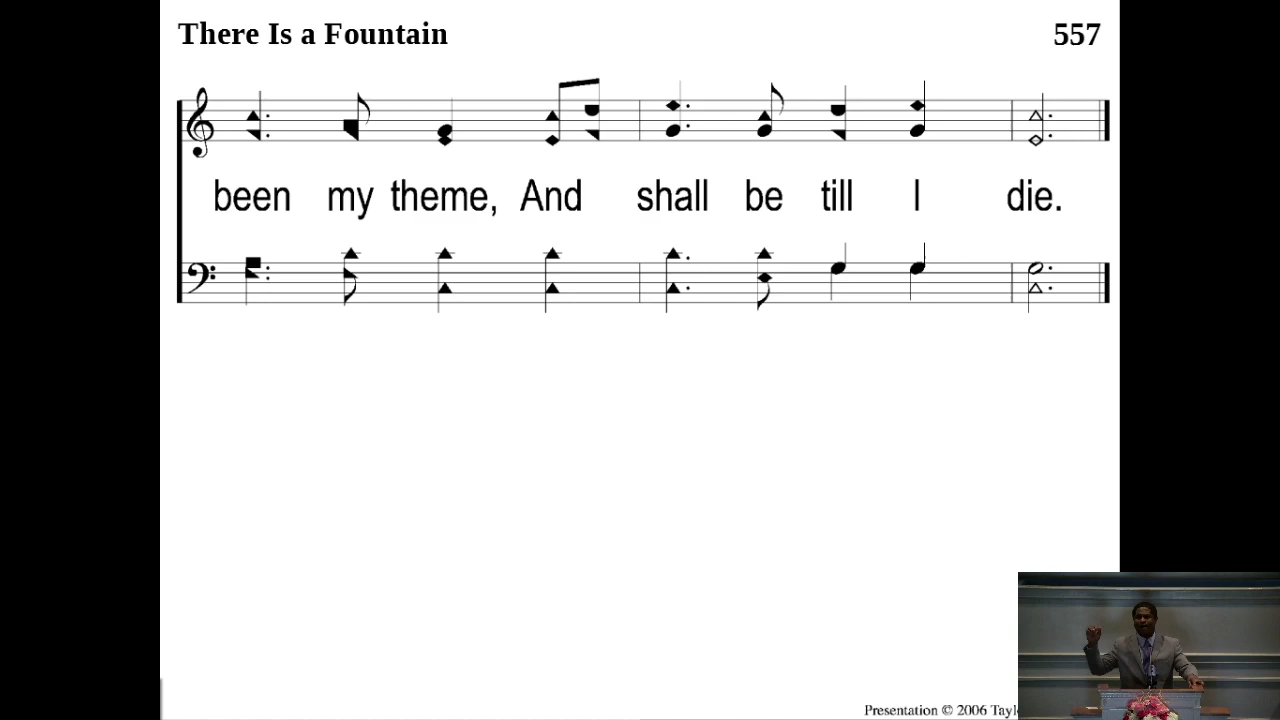 There Is a Fountain 557
been my theme, And shall be till I die.
Presentation © 2006 Tayl